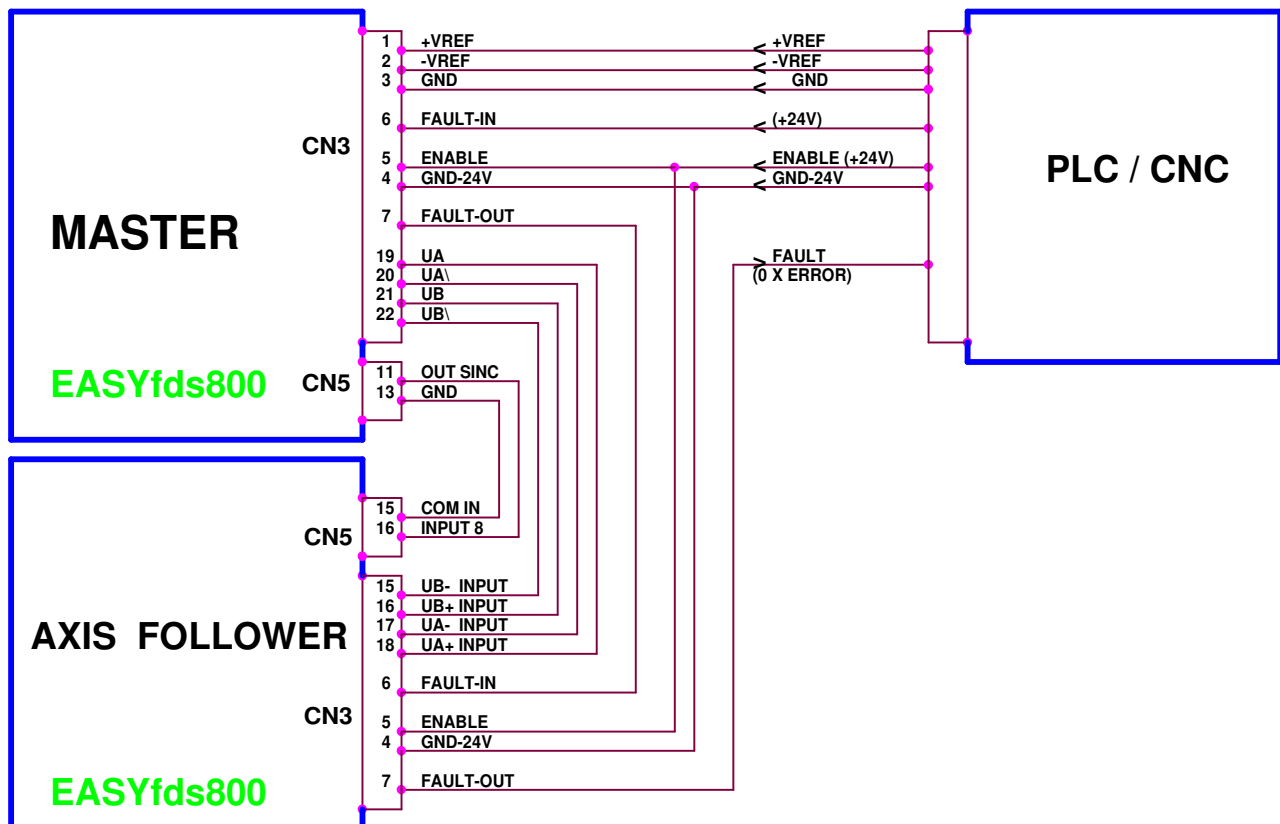 1 +VREF +VREF
2 -VREF -VREF
3 GND GND
6 FAULT-IN (+24V)
CN3
5 ENABLE ENABLE (+24V)
4 GND-24V GND-24V
PLC / CNC
7 FAULT-OUT
MASTER
19 UA FAULT
20 UA\ (0 X ERROR)
21 UB
22 UB\
11 OUT SINC
EASYfds800 CN5
13 GND
15 COM IN
16 INPUT 8
CN5
15 UB- INPUT
16 UB+ INPUT
17 UA- INPUT
AXIS FOLLOWER
18 UA+ INPUT
6 FAULT-IN
CN3
5 ENABLE
4 GND-24V
7 FAULT-OUT
EASYfds800